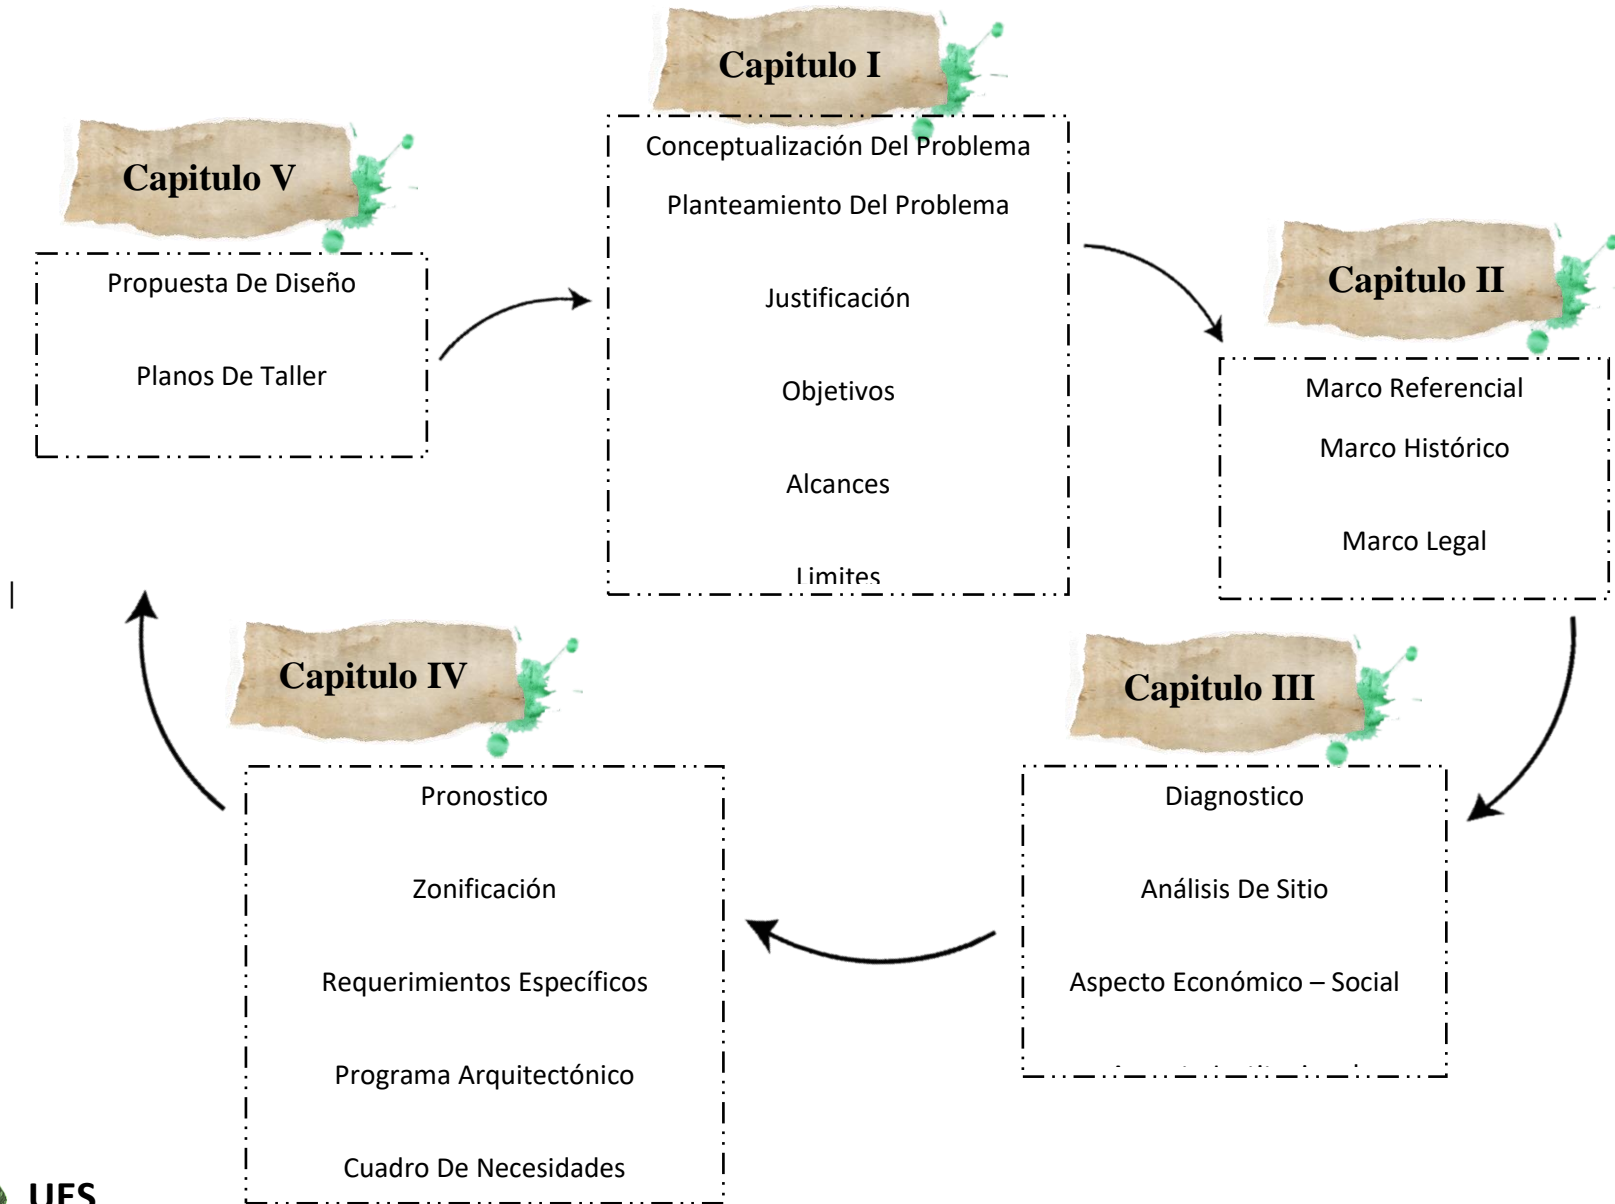 Capitulo I
Conceptualización Del Problema
Planteamiento Del Problema
Justificación
Objetivos
Alcances
Limites
Capitulo II
Marco Referencial
Marco Histórico
Marco Legal
Capitulo III
Diagnostico
Análisis De Sitio
Aspecto Económico – Social
Capitulo IV
Pronostico
Zonificación
Requerimientos Específicos
Programa Arquitectónico
Cuadro De Necesidades
Capitulo V
Propuesta De Diseño
Planos De Taller
UES